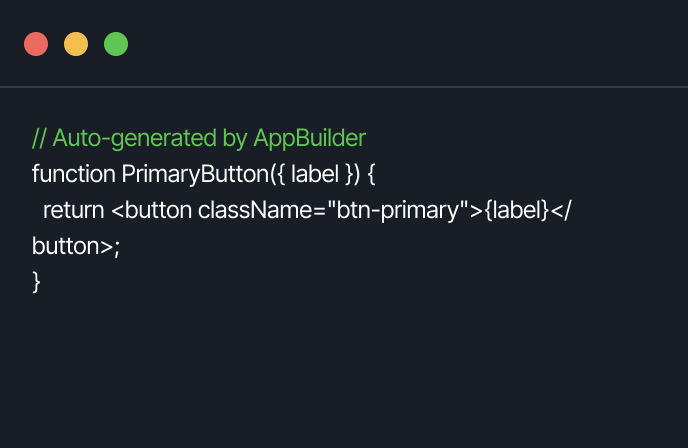 // Auto-generated by AppBuilder
function PrimaryButton({ label }) {
  return <button className="btn-primary">{label}</
button>;
}